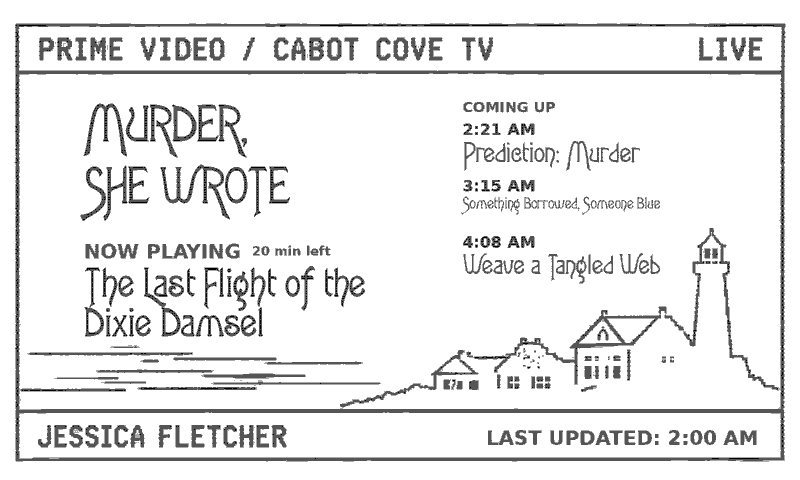 PRIME VIDEO / CABOT COVE TV
LIVE
MURDER,
SHE WROTE
NOW PLAYING 20 min left
The Last Flight of the
Dixie Damsel
COMING UP
2:21 AM
Prediction: Murder
3:15 AM
Something Borrowed, Someone Blue
4:08 AM
Weave a Tangled Web
JESSICA FLETCHER
LAST UPDATED: 2:00 AM